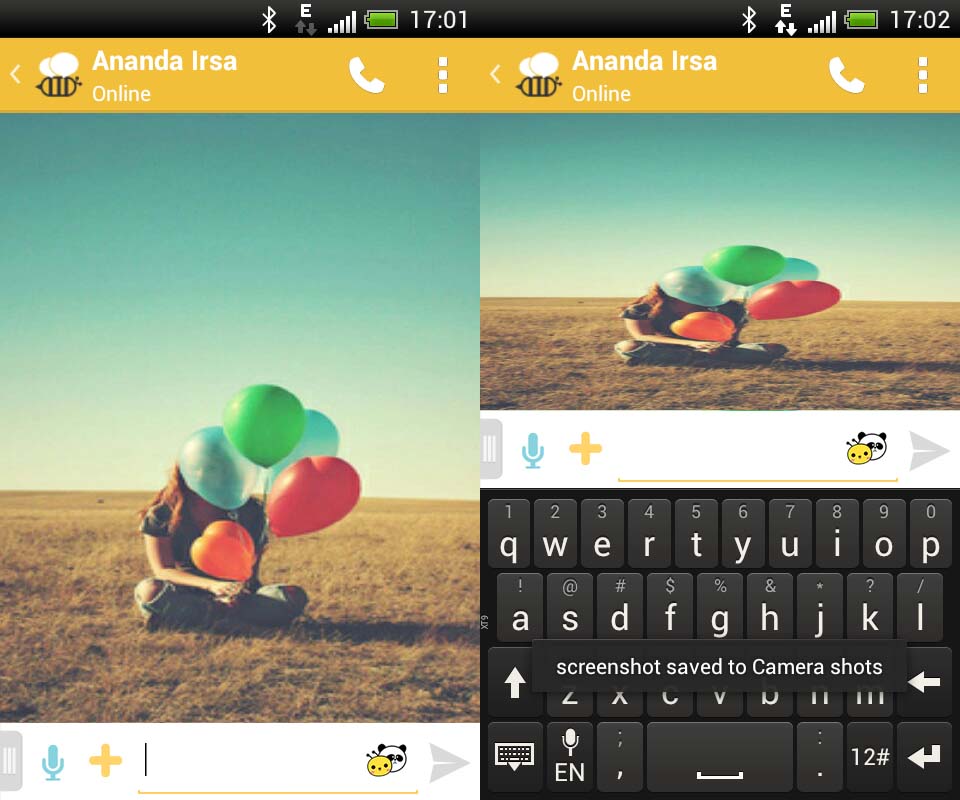 E
17:01
Ananda Irsa
Online
E
17:02
Ananda Irsa
Online
1 2 3 4 5 6 7 8 9 0
q w e r t y u i o p
! @ # $ % & * ? /
a s d f g h j k l
XT9
screenshot saved to Camera shots
z x c v b n m
; :
EN , . 12#